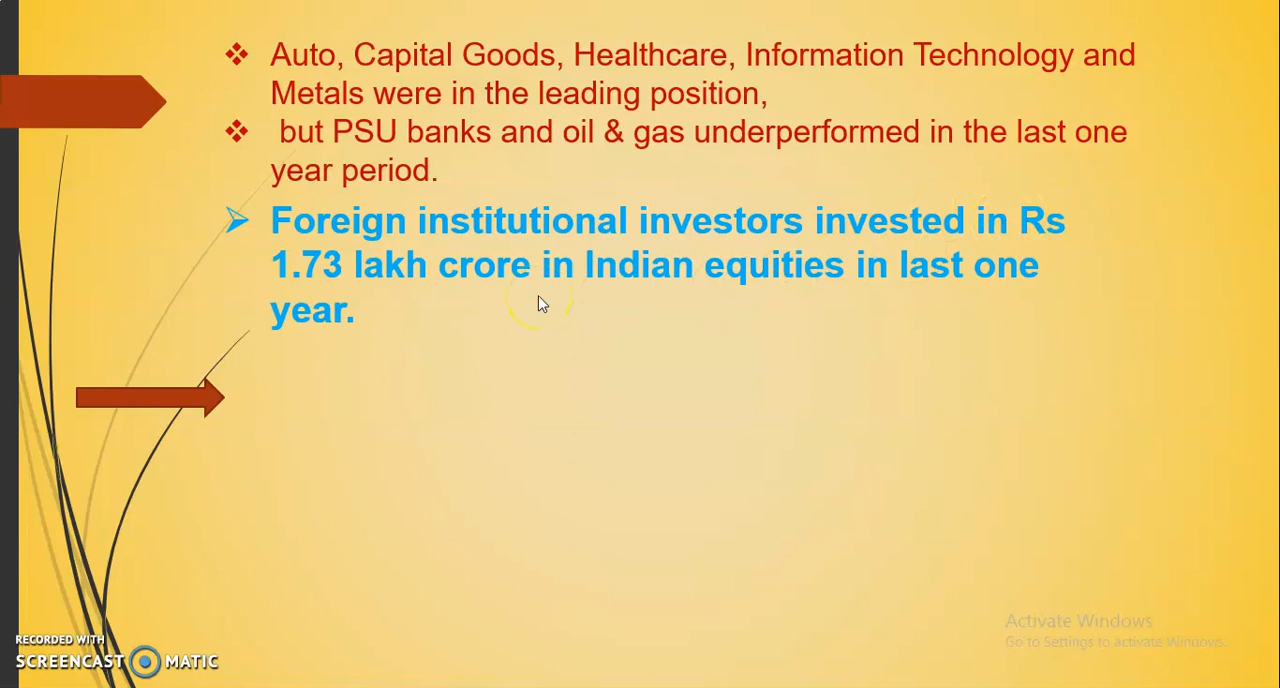 Auto, Capital Goods, Healthcare, Information Technology and
Metals were in the leading position,
but PSU banks and oil & gas underperformed in the last one
year period.
Foreign institutional investors invested in Rs
1.73 lakh crore in Indian equities in last one
year.
Activate Windows
Go to Settings to activate Windows.
RECORDED WITH
SCREENCAST MATIC